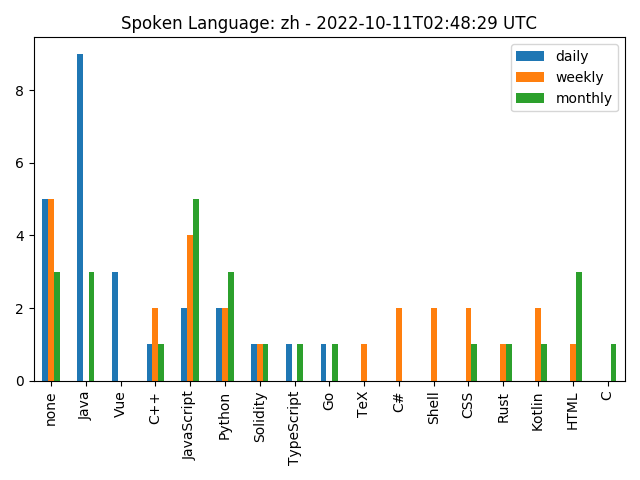 Spoken Language: zh - 2022-10-11T02:48:29 UTC
daily
weekly
monthly
8
6
4
2
0
none
Java
Vue
C++
JavaScript
Python
Solidity
TypeScript
Go
TeX
C#
Shell
CSS
Rust
Kotlin
HTML
C